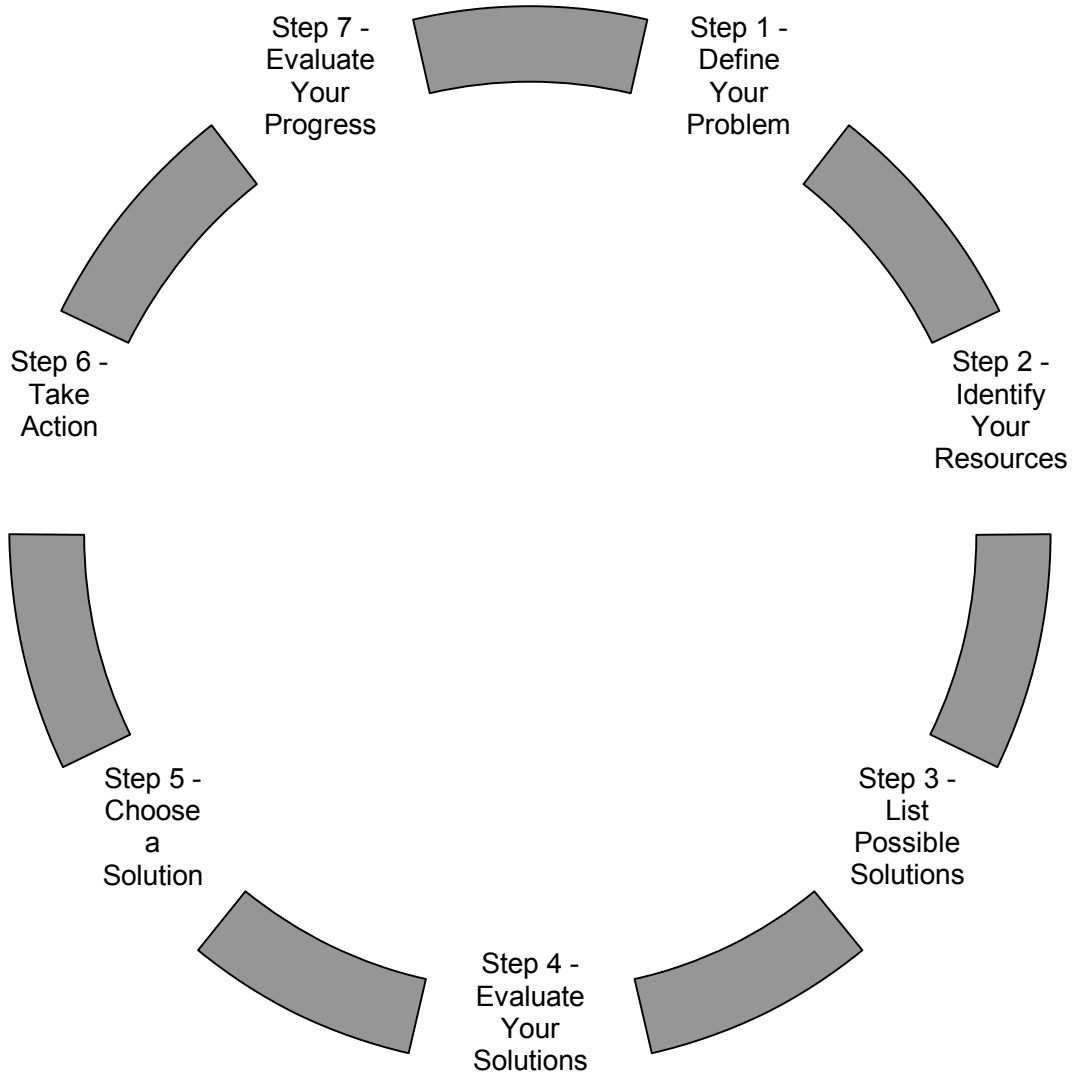 Step 1 -
Define
Your
Problem
Step 2 -
Identify
Your
Resources
Step 3 -
List
Possible
Solutions
Step 4 -
Evaluate
Your
Solutions
Step 5 -
Choose
a
Solution
Step 6 -
Take
Action
Step 7 -
Evaluate
Your
Progress